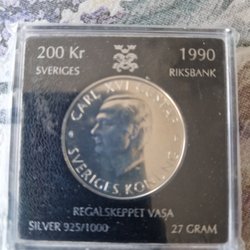 200 Kr 1990
SVERIGES RIKSBANK
CARL XVI GUSTAF
SVERIGES KONUNG
REGALSKEPPET VASA
SILVER 925/1000 27 GRAM